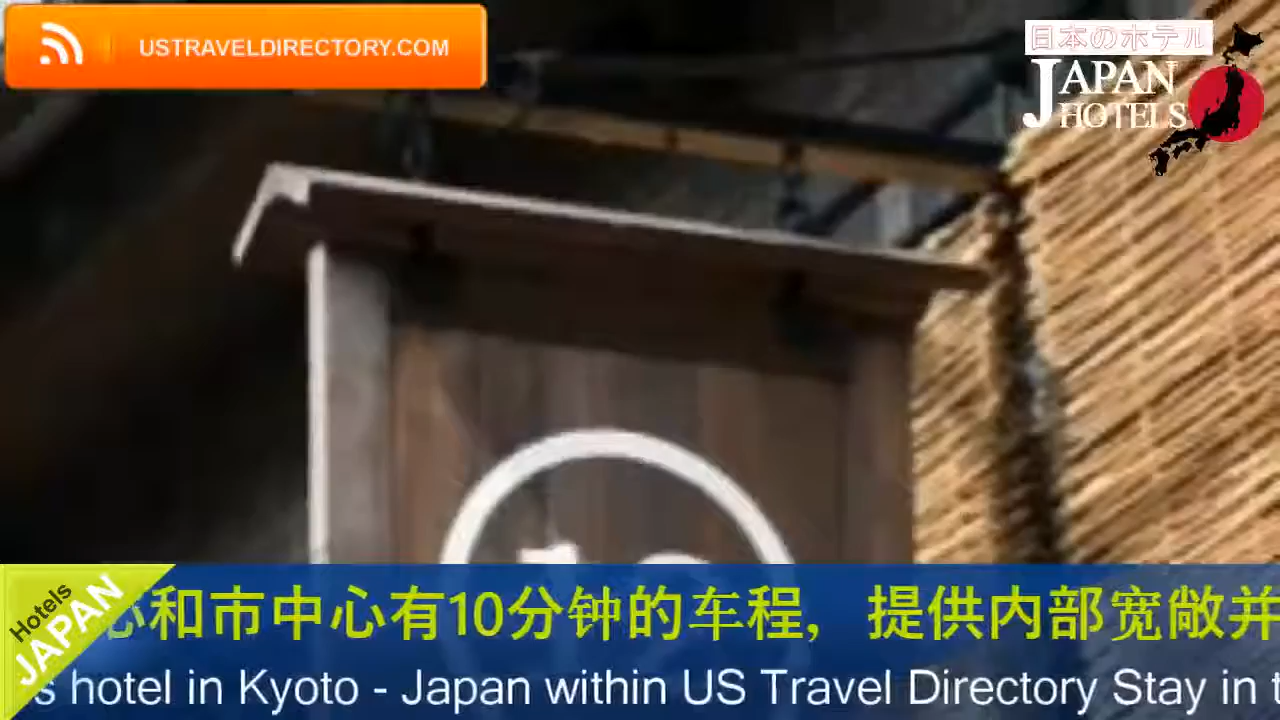 USTRAVELDIRECTORY.COM
日本のホテル
JAPAN
HOTELS
Hotels
JAPAN
心和市中心有10分钟的车程，提供内部宽敞并
s hotel in Kyoto - Japan within US Travel Directory Stay in t